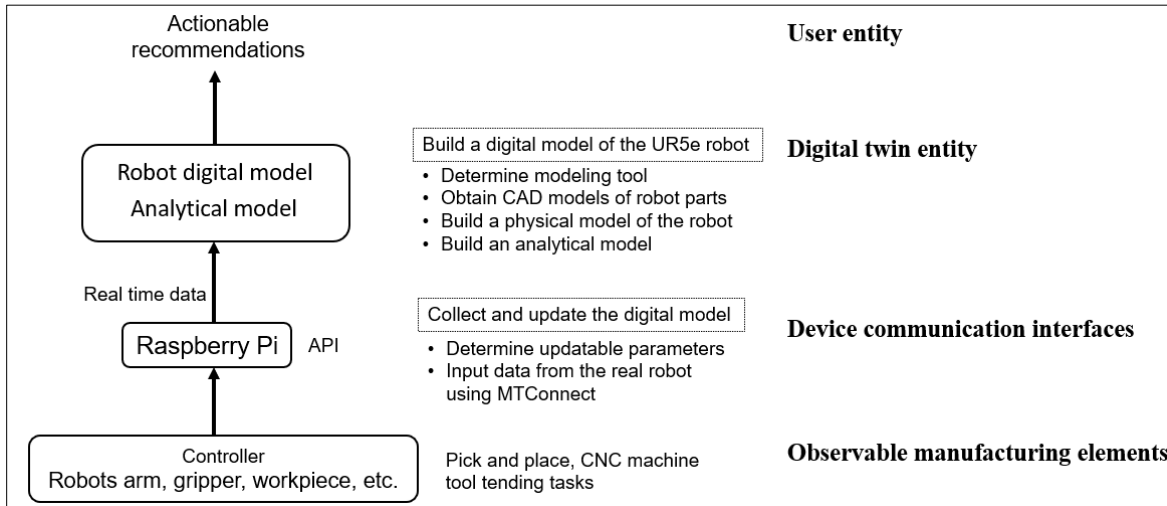 Actionable
recommendations
User entity
Robot digital model
Analytical model
Build a digital model of the UR5e robot
• Determine modeling tool
• Obtain CAD models of robot parts
• Build a physical model of the robot
• Build an analytical model
Digital twin entity
Real time data
Raspberry Pi
API
Collect and update the digital model
• Determine updatable parameters
• Input data from the real robot
using MTConnect
Device communication interfaces
Controller
Robots arm, gripper, workpiece, etc.
Pick and place, CNC machine
tool tending tasks
Observable manufacturing elements